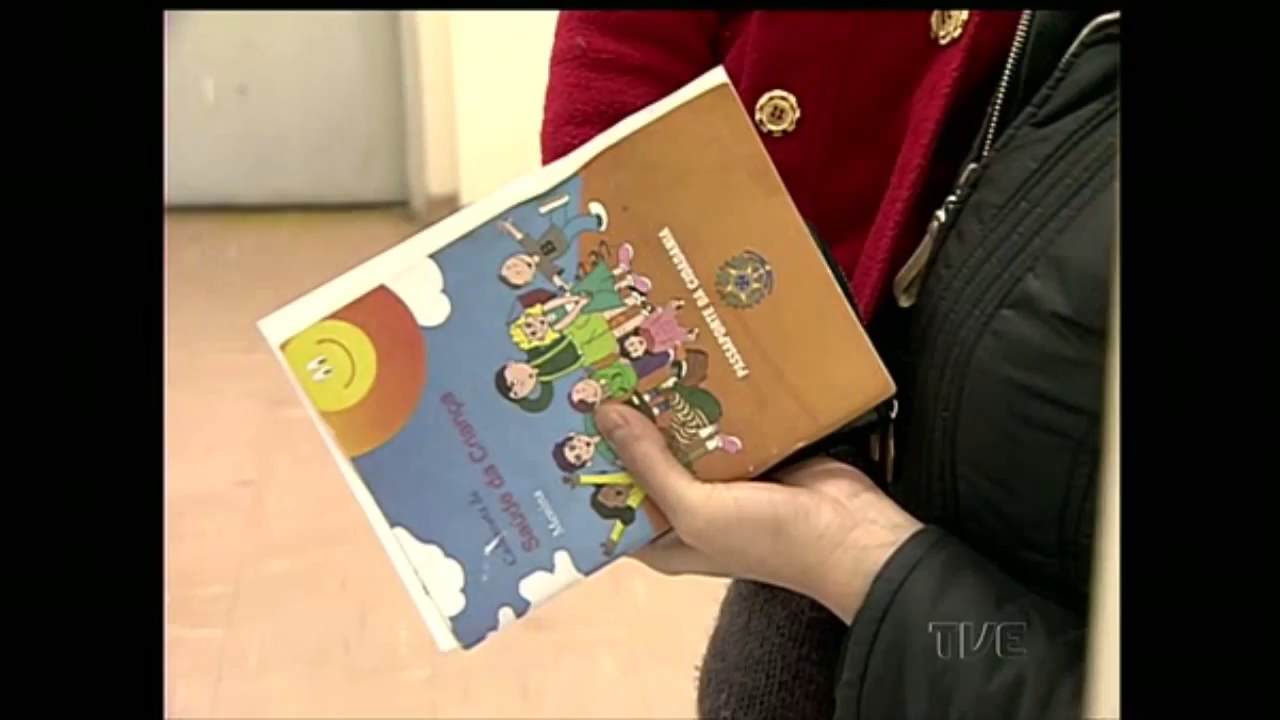 Caderneta de
Saúde da Criança
Menina
PASSAPORTE DA CIDADANIA
TVE